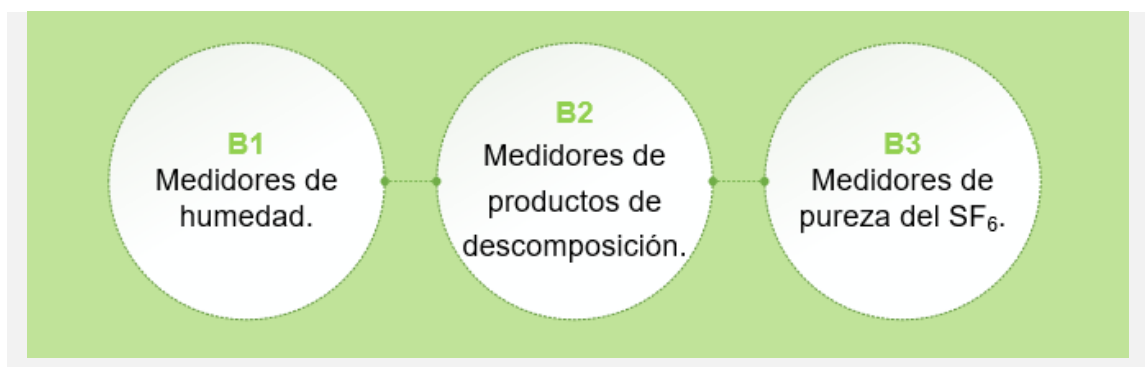 B1
Medidores de
humedad.
B2
Medidores de
productos de
descomposición.
B3
Medidores de
pureza del SF₆.